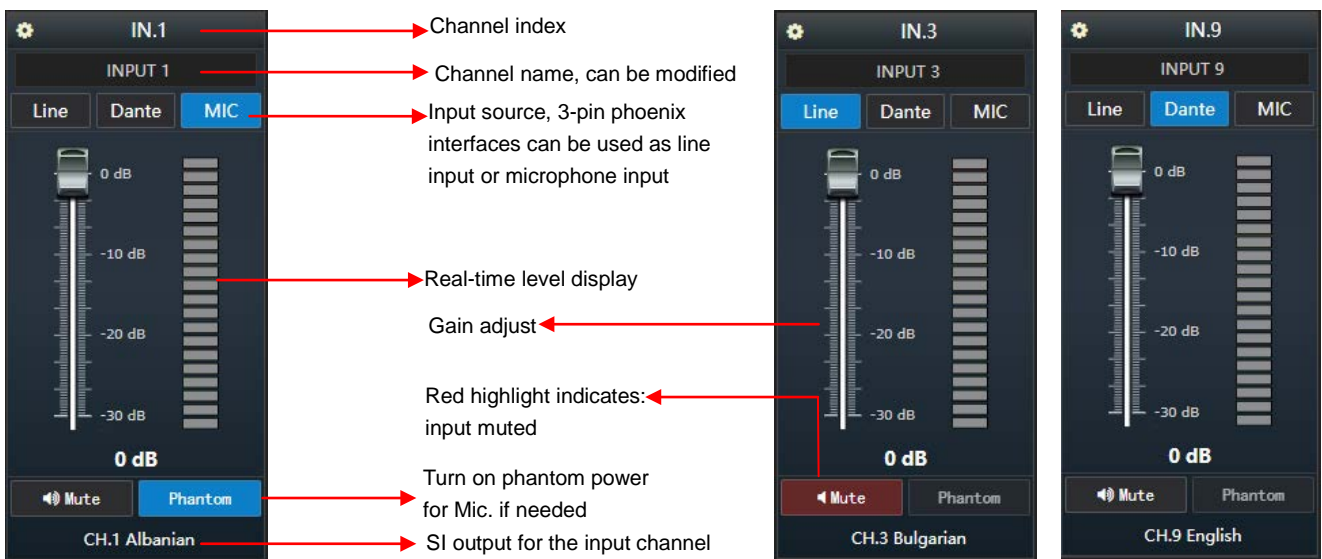 IN.1
INPUT 1
Line Dante MIC
0 dB
-10 dB
-20 dB
-30 dB
0 dB
Mute Phantom
CH.1 Albanian
Channel index
Channel name, can be modified
Input source, 3-pin phoenix
interfaces can be used as line
input or microphone input
Real-time level display
Gain adjust
Red highlight indicates:
input muted
Turn on phantom power
for Mic. if needed
SI output for the input channel
IN.3
INPUT 3
Line Dante MIC
0 dB
-10 dB
-20 dB
-30 dB
0 dB
Mute Phantom
CH.3 Bulgarian
IN.9
INPUT 9
Line Dante MIC
0 dB
-10 dB
-20 dB
-30 dB
0 dB
Mute Phantom
CH.9 English